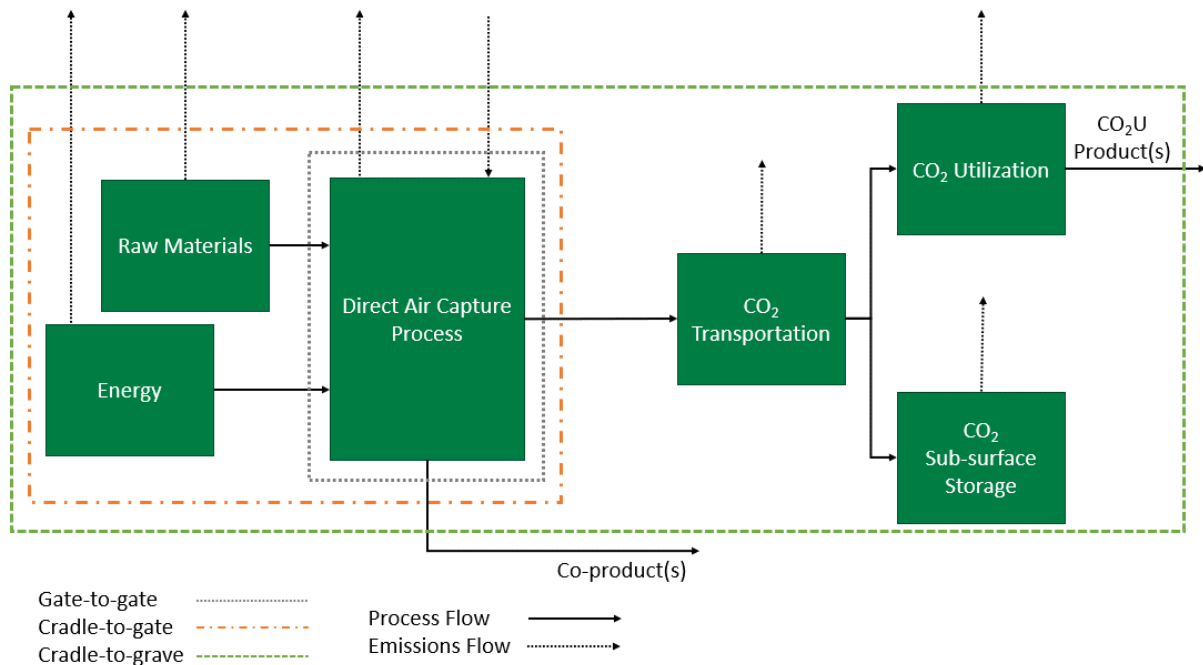 CO₂U
Product(s)
CO₂ Utilization
Raw Materials
Direct Air Capture
Process
CO₂
Transportation
Energy
CO₂
Sub-surface
Storage
Co-product(s)
Gate-to-gate
Cradle-to-gate
Cradle-to-grave
Process Flow
Emissions Flow